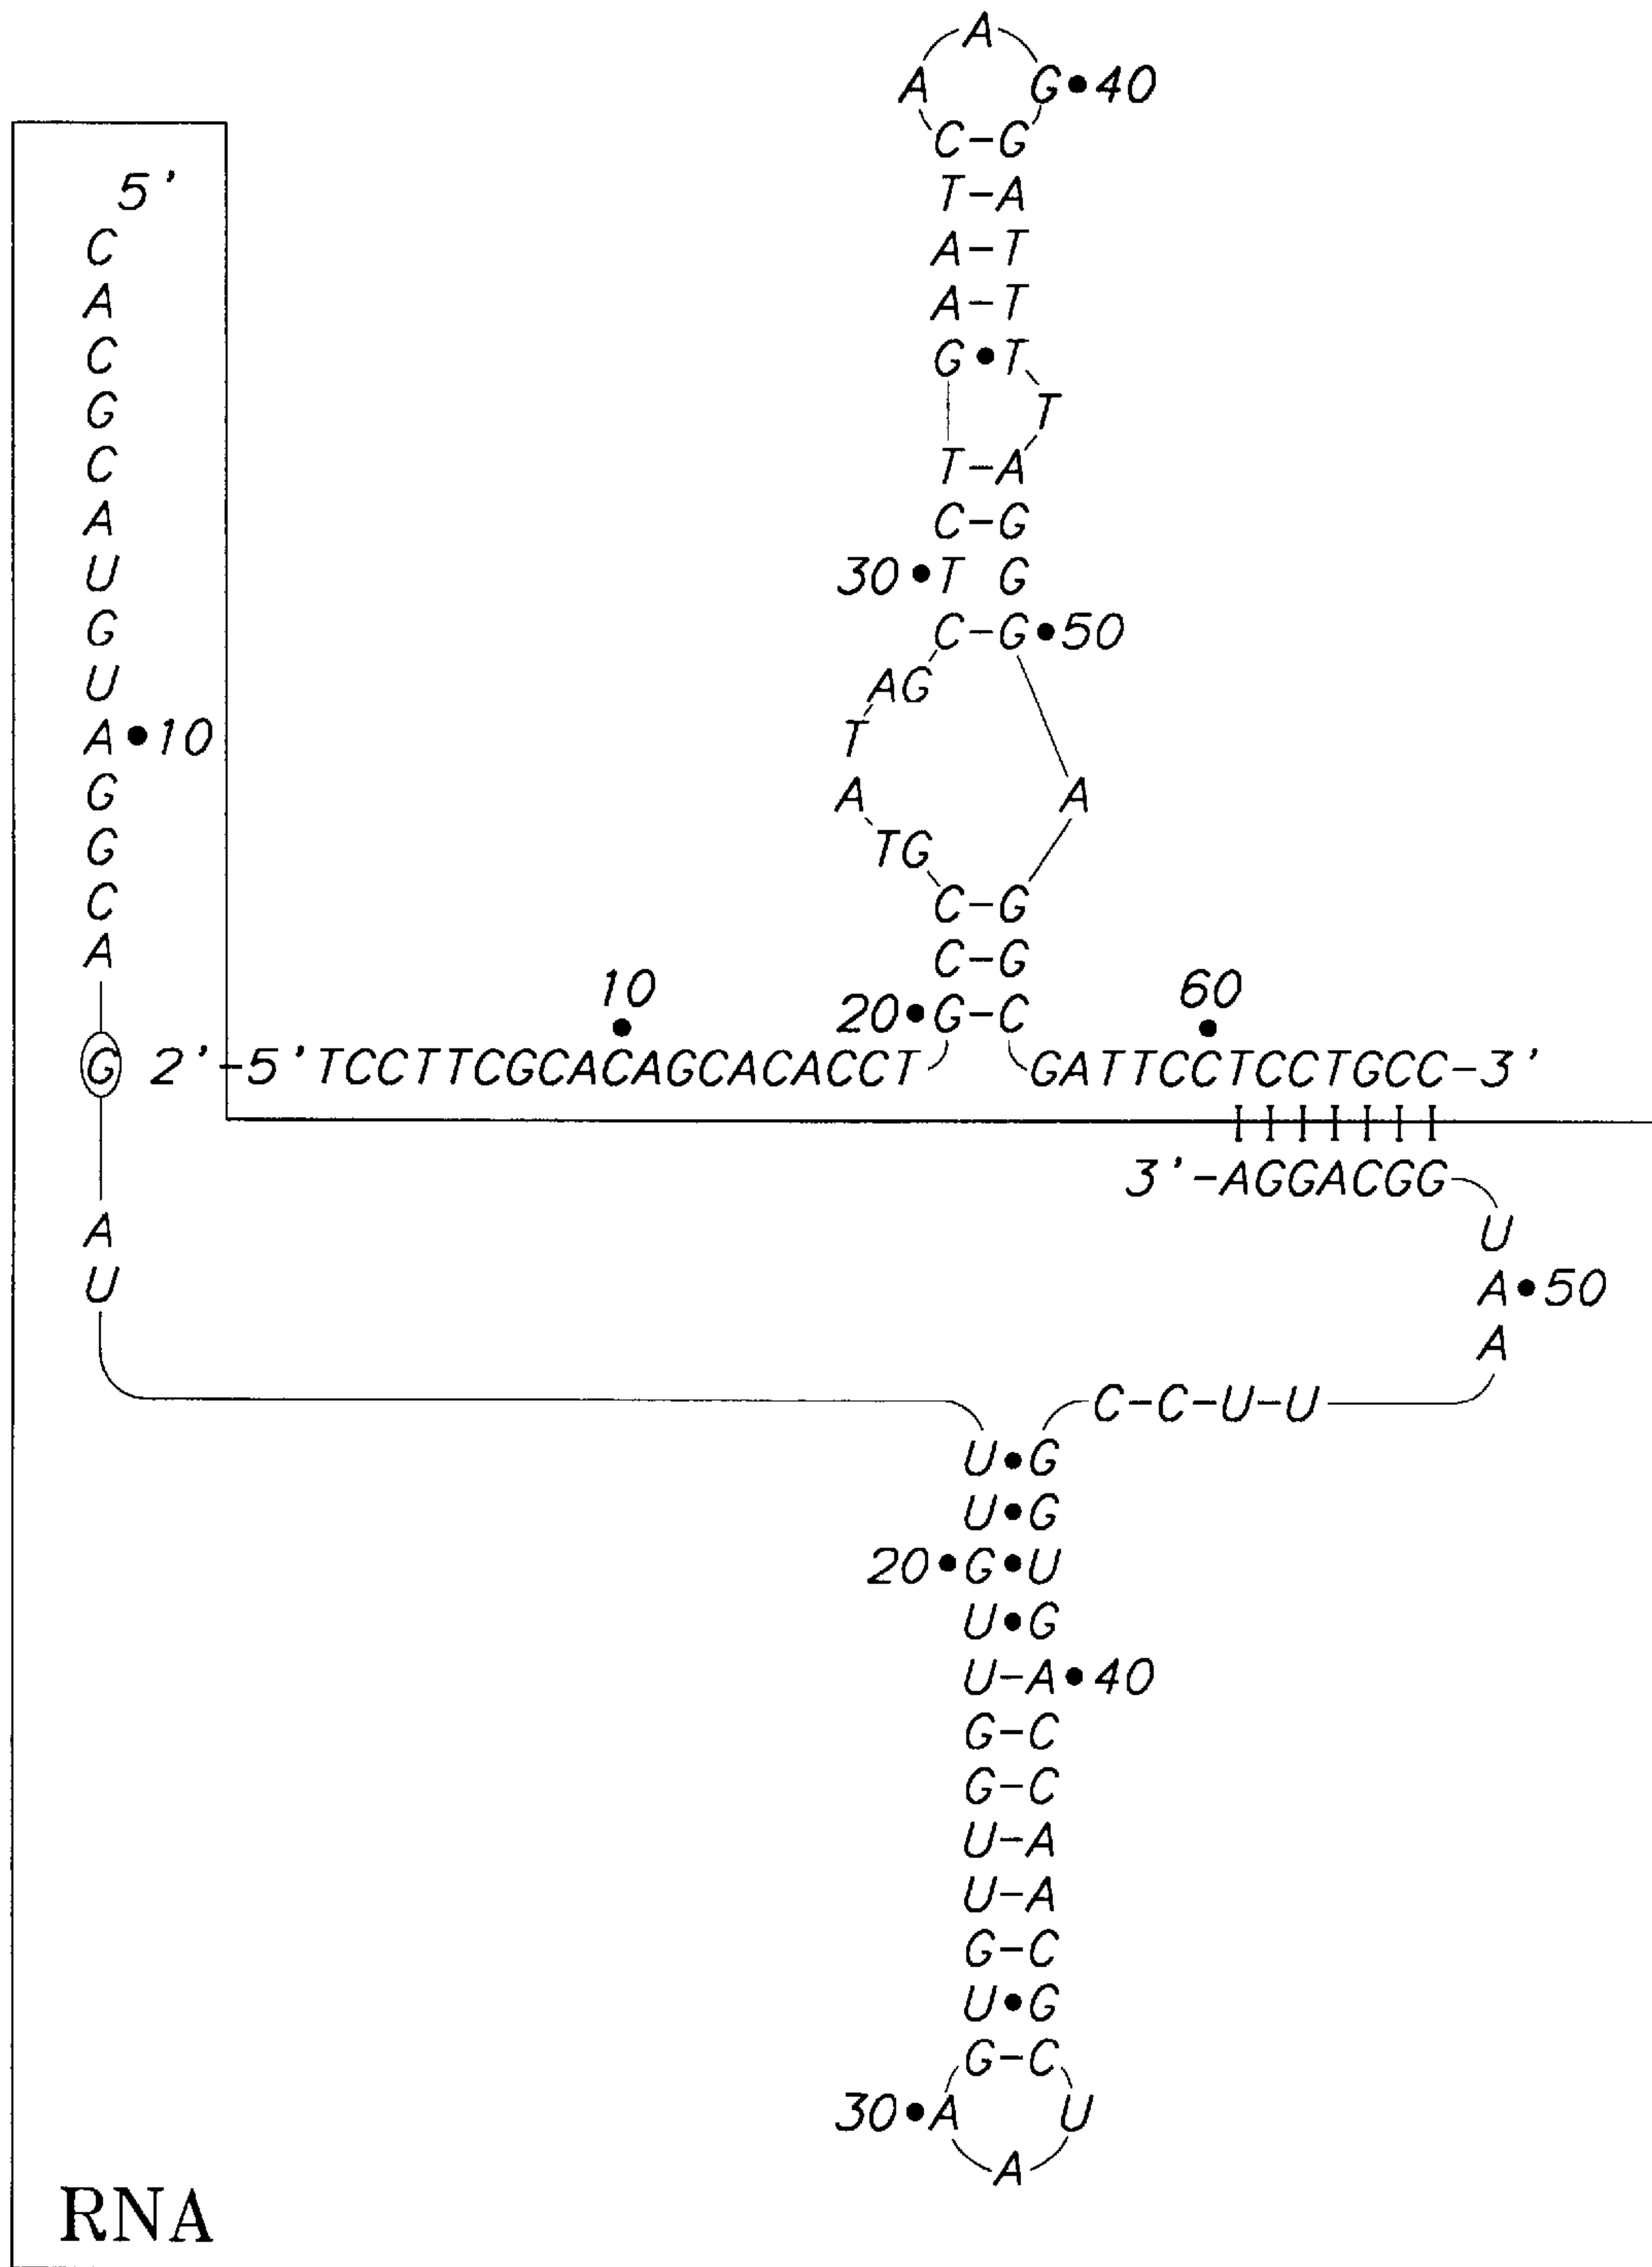 A
A G•40
C-G
5' T-A
C A-T
A A-T
C G•T
G T
C T-A
A C-G
U 30•T G
G C-G•50
U AG
A•10 T
G A A
G TG
C C-G
A C-G
10 20•G-C 60
G 2'-5'TCCTTCGCACAGCACACCT GATTCCTCCTGCC-3'
3'-AGGACGG
A U
U A•50
A
C-C-U-U
U•G
U•G
20•G•U
U•G
U-A•40
G-C
G-C
U-A
U-A
G-C
U•G
G-C
30•A U
A
RNA